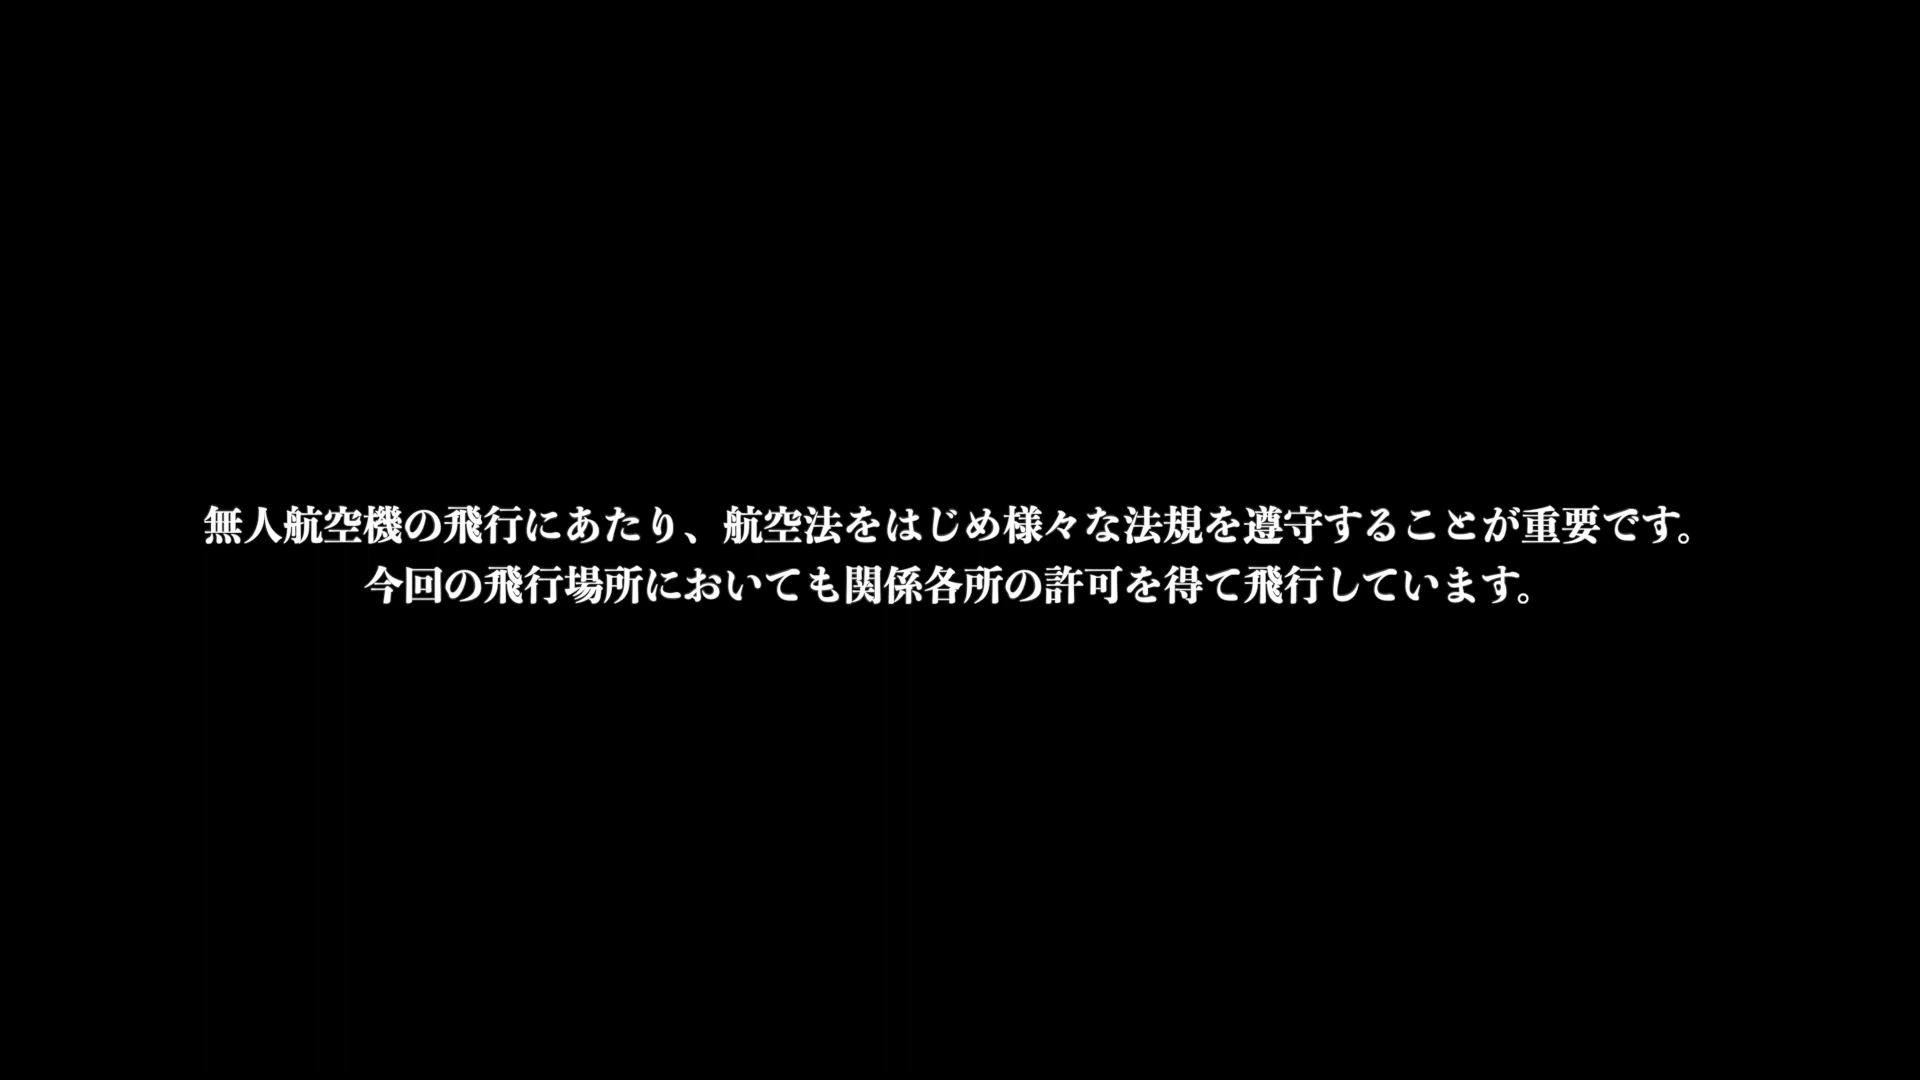 無人航空機の飛行にあたり、航空法をはじめ様々な法規を遵守することが重要です。
今回の飛行場所においても関係各所の許可を得て飛行しています。